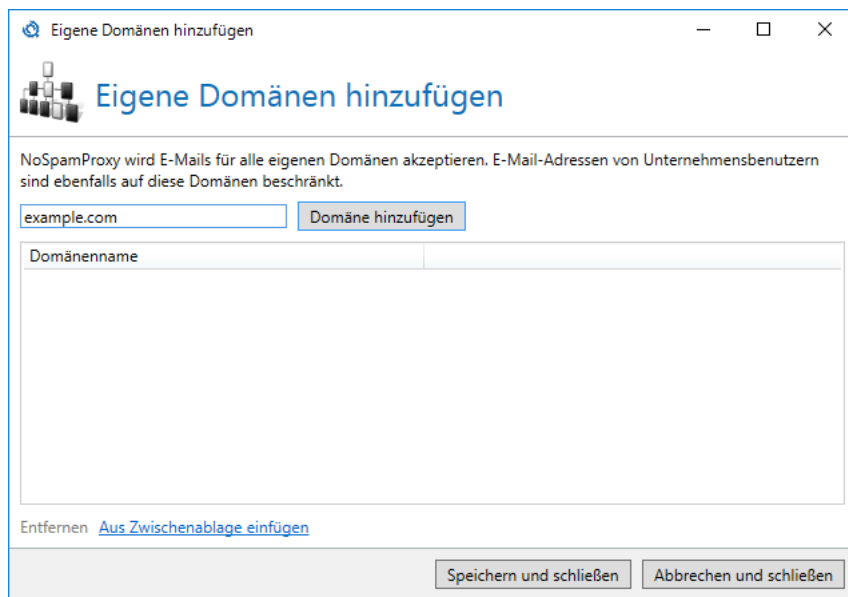 Eigene Domänen hinzufügen
Eigene Domänen hinzufügen
NoSpamProxy wird E-Mails für alle eigenen Domänen akzeptieren. E-Mail-Adressen von Unternehmensbenutzern
sind ebenfalls auf diese Domänen beschränkt.
example.com Domäne hinzufügen
Domänenname
Entfernen Aus Zwischenablage einfügen
Speichern und schließen Abbrechen und schließen